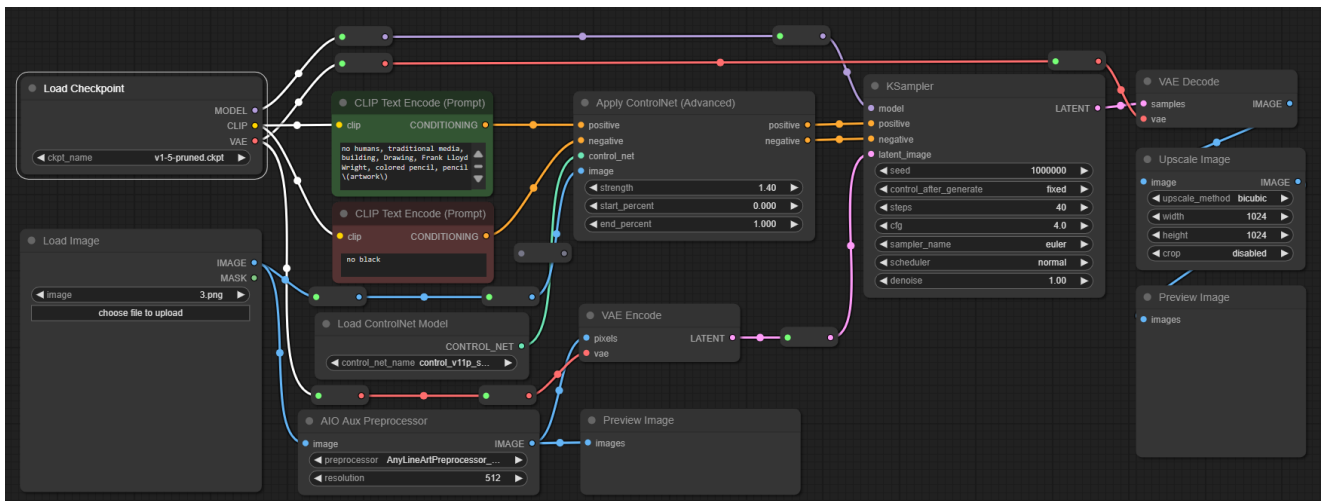 Load Checkpoint
MODEL
CLIP
VAE
ckpt_name v1-5-pruned.ckpt
Load Image
IMAGE
MASK
image 3.png
choose file to upload
CLIP Text Encode (Prompt)
clip CONDITIONING
no humans, traditional media,
building, Drawing, Frank Lloyd
Wright, colored pencil, pencil
\(artwork\)
CLIP Text Encode (Prompt)
clip CONDITIONING
no black
Load ControlNet Model
CONTROL_NET
control_net_name control_v11p_s...
AIO Aux Preprocessor
image IMAGE
preprocessor AnyLineArtPreprocessor_...
resolution 512
Apply ControlNet (Advanced)
positive positive
negative negative
control_net
image
strength 1.40
start_percent 0.000
end_percent 1.000
VAE Encode
pixels LATENT
vae
Preview Image
images
KSampler
model LATENT
positive
negative
latent_image
seed 1000000
control_after_generate fixed
steps 40
cfg 4.0
sampler_name euler
scheduler normal
denoise 1.00
VAE Decode
samples IMAGE
vae
Upscale Image
image IMAGE
upscale_method bicubic
width 1024
height 1024
crop disabled
Preview Image
images